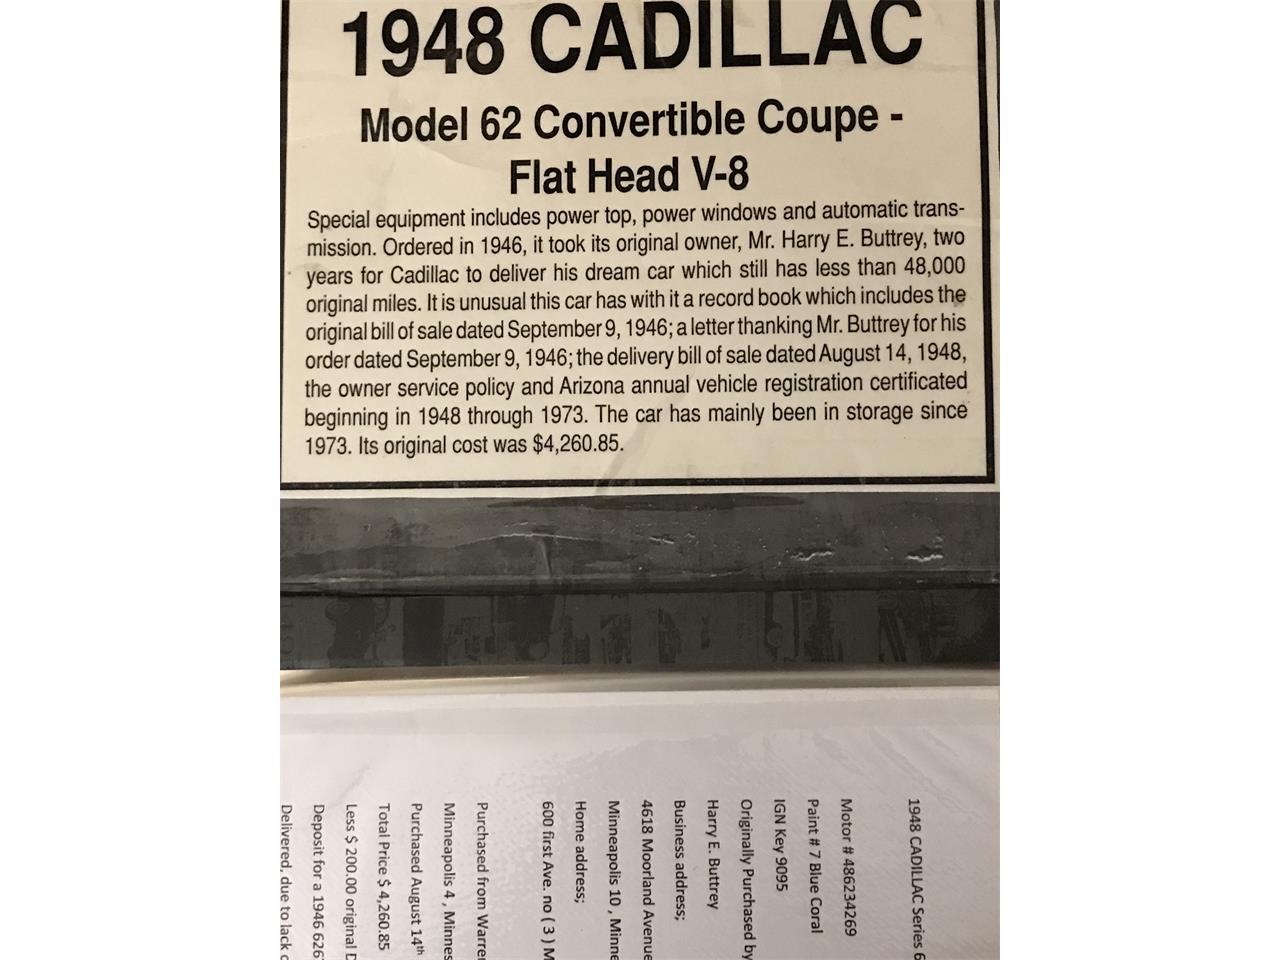 1948 CADILLAC
Model 62 Convertible Coupe -
Flat Head V-8
Special equipment includes power top, power windows and automatic trans-
mission. Ordered in 1946, it took its original owner, Mr. Harry E. Buttrey, two
years for Cadillac to deliver his dream car which still has less than 48,000
original miles. It is unusual this car has with it a record book which includes the
original bill of sale dated September 9, 1946; a letter thanking Mr. Buttrey for his
order dated September 9, 1946; the delivery bill of sale dated August 14, 1948,
the owner service policy and Arizona annual vehicle registration certificated
beginning in 1948 through 1973. The car has mainly been in storage since
1973. Its original cost was $4,260.85.
1948 CADILLAC Series 6
Motor # 486234269
Paint # 7 Blue Coral
IGN Key 9095
Originally Purchased by
Harry E. Buttrey
Business address;
4618 Moorland Avenue
Minneapolis 10 , Minne
Home address;
600 first Ave. no ( 3 ) M
Purchased from Warre
Minneapolis 4 , Minnes
Purchased August 14th
Total Price $ 4,260.85
Less $ 200.00 original D
Deposit for a 1946 626
Delivered, due to lack